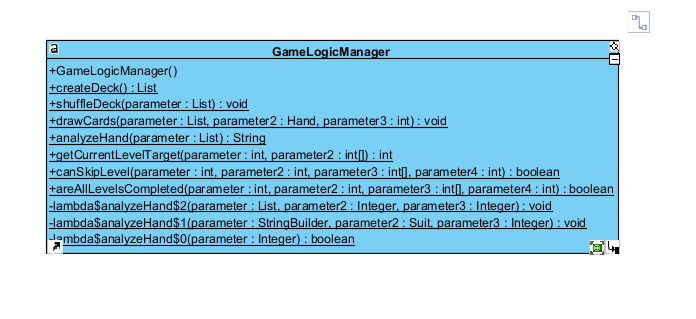 a
GameLogicManager
+GameLogicManager()
+createDeck() : List
+shuffleDeck(parameter : List) : void
+drawCards(parameter : List, parameter2 : Hand, parameter3 : int) : void
+analyzeHand(parameter : List) : String
+getCurrentLevelTarget(parameter : int, parameter2 : int[]) : int
+canSkipLevel(parameter : int, parameter2 : int, parameter3 : int[], parameter4 : int) : boolean
+areAllLevelsCompleted(parameter : int, parameter2 : int, parameter3 : int[], parameter4 : int) : boolean
-lambda$analyzeHand$2(parameter : List, parameter2 : Integer, parameter3 : Integer) : void
-lambda$analyzeHand$1(parameter : StringBuilder, parameter2 : Suit, parameter3 : Integer) : void
-lambda$analyzeHand$0(parameter : Integer) : boolean